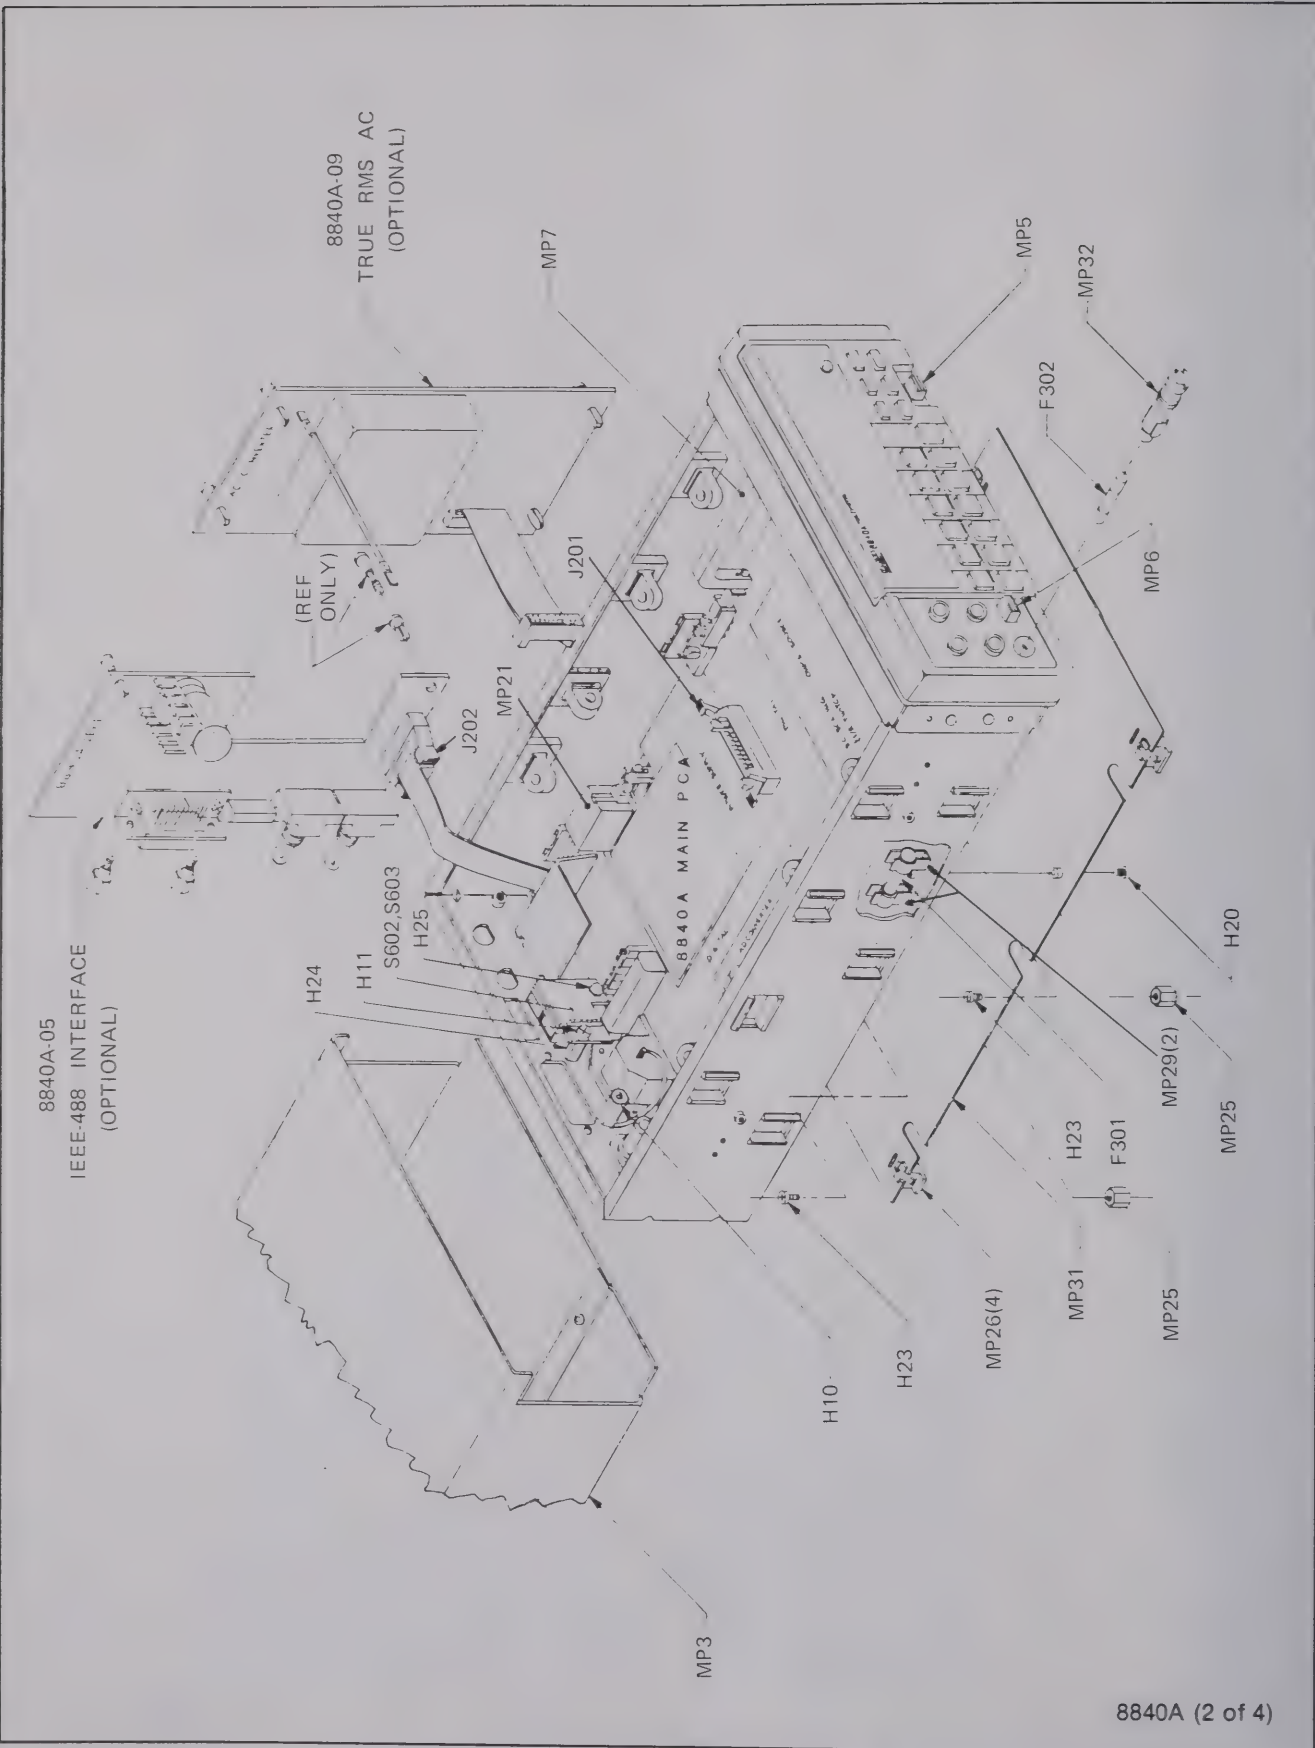 8840A-05
IEEE-488 INTERFACE
(OPTIONAL)
8840A-09
TRUE RMS AC
(OPTIONAL)
(REF
ONLY)
MP7
J202
MP21
J201
H24
H11
S602,S603
H25
8840A MAIN PCA
MP5
MP32
F302
MP6
H20
MP25
MP29(2)
F301
H23
MP25
MP31
MP26(4)
H23
H10
MP3
8840A (2 of 4)